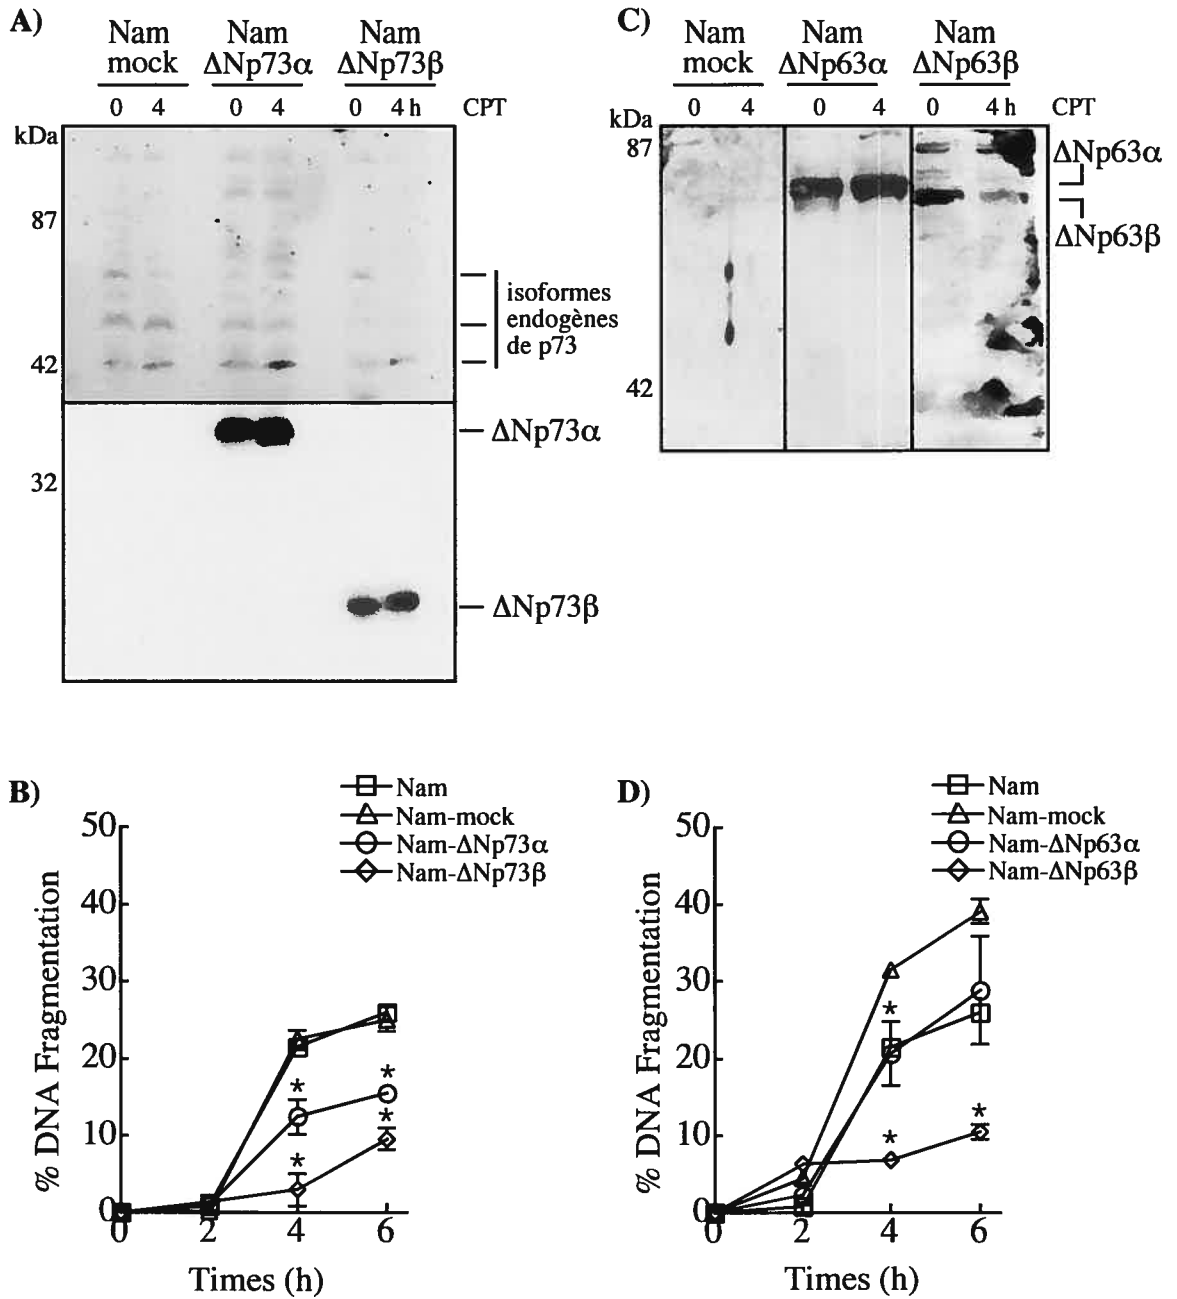 A)
Nam mock
Nam ΔNp73α
Nam ΔNp73β
0 4 0 4 0 4 h CPT
kDa
87
42
32
isoformes
endogènes
de p73
ΔNp73α
ΔNp73β
C)
Nam mock
Nam ΔNp63α
Nam ΔNp63β
0 4 0 4 0 4 h CPT
kDa
87
42
ΔNp63α
ΔNp63β
B)
Nam
Nam-mock
Nam-ΔNp73α
Nam-ΔNp73β
% DNA Fragmentation
50
40
30
20
10
0
* * * *
0 2 4 6
Times (h)
D)
Nam
Nam-mock
Nam-ΔNp63α
Nam-ΔNp63β
% DNA Fragmentation
50
40
30
20
10
0
* * *
0 2 4 6
Times (h)